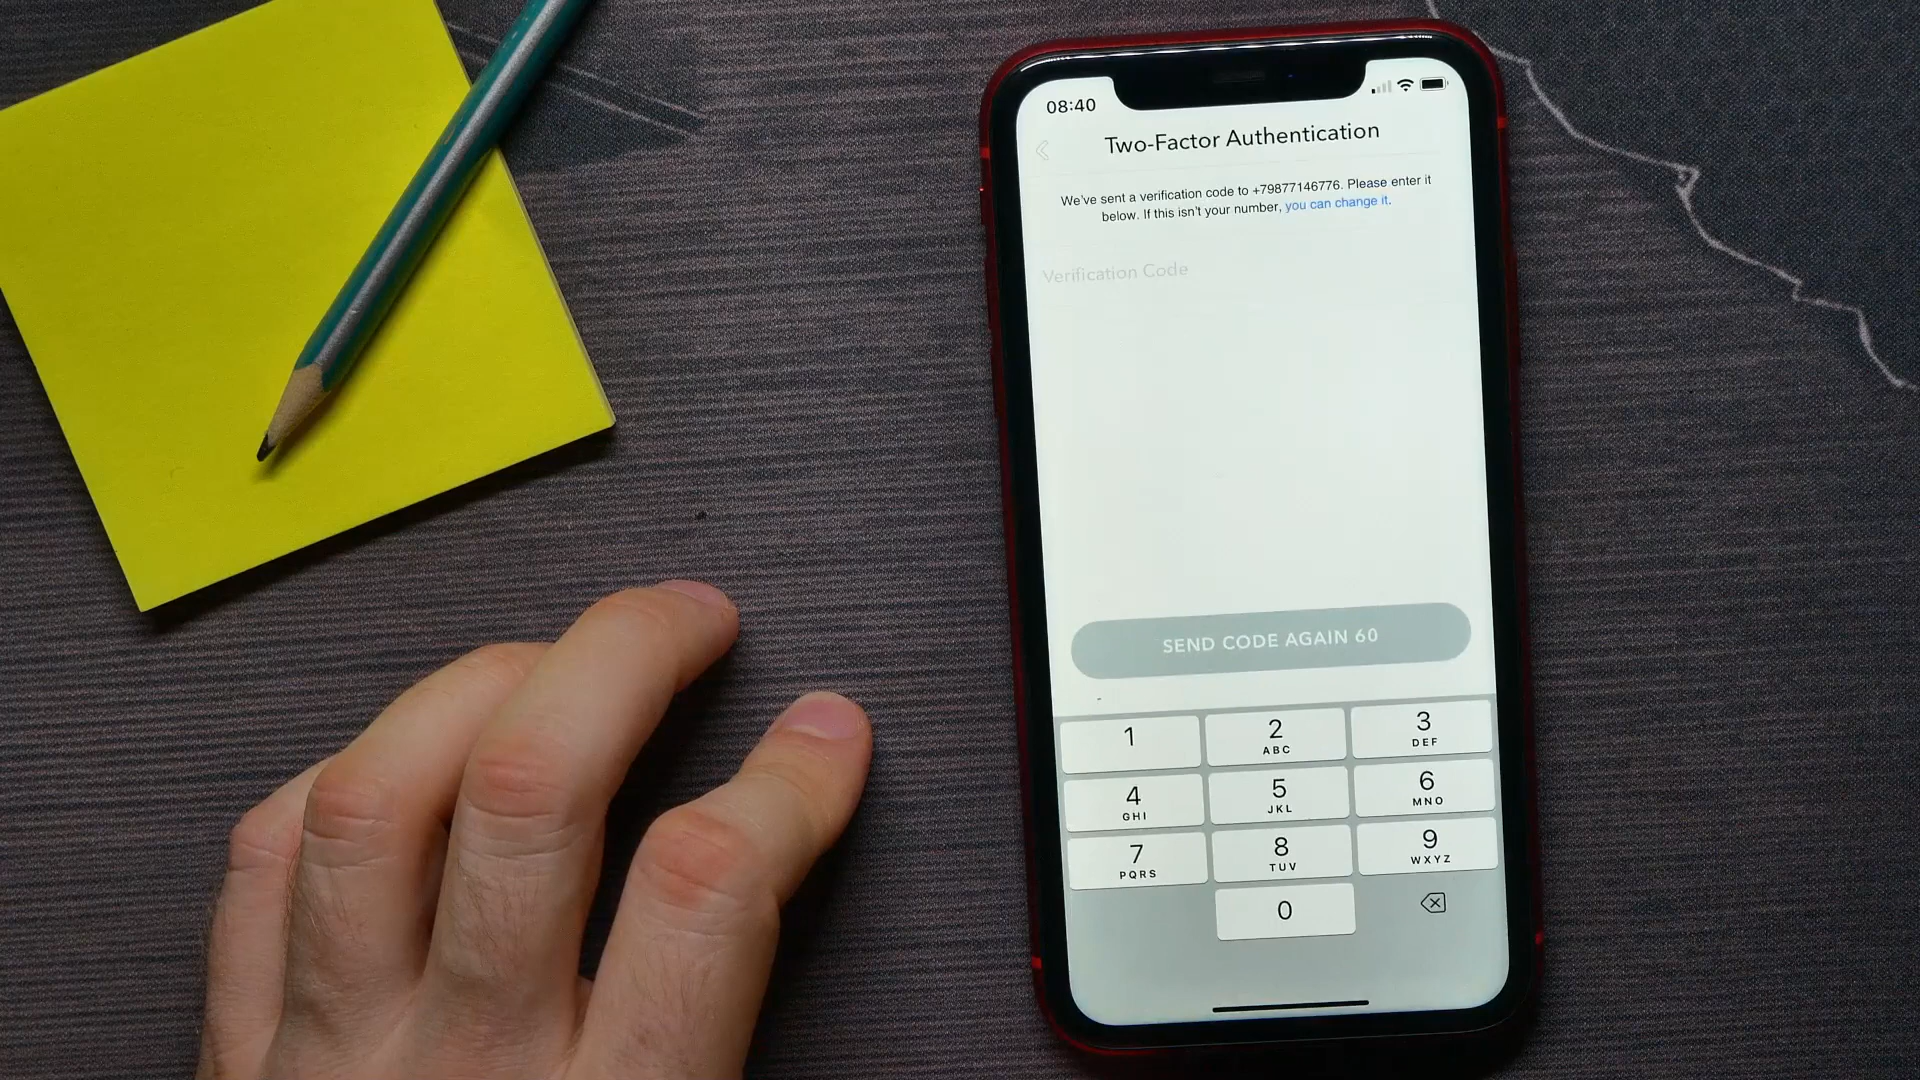 08:40
Two-Factor Authentication
We've sent a verification code to +79877146776. Please enter it
below. If this isn't your number, you can change it.
Verification Code
SEND CODE AGAIN 60
1
2
ABC
3
DEF
4
GHI
5
JKL
6
MNO
7
PQRS
8
TUV
9
WXYZ
0